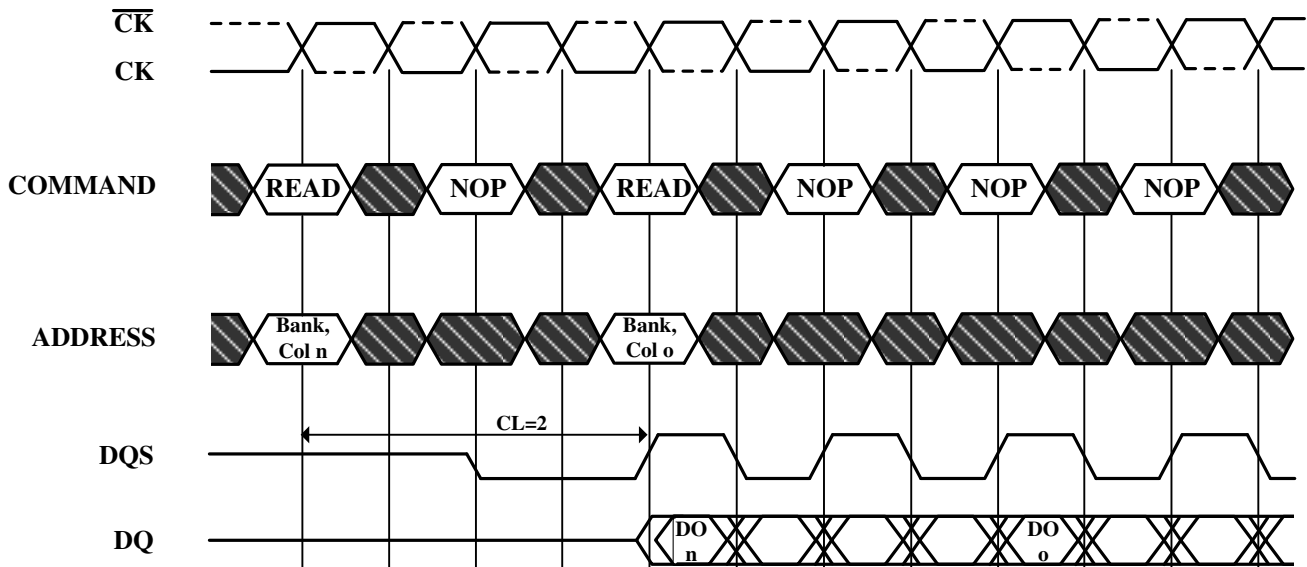 CK
CK
COMMAND READ NOP READ NOP NOP NOP
ADDRESS Bank, Col n Bank, Col o
CL=2
DQS
DQ DO n DO o